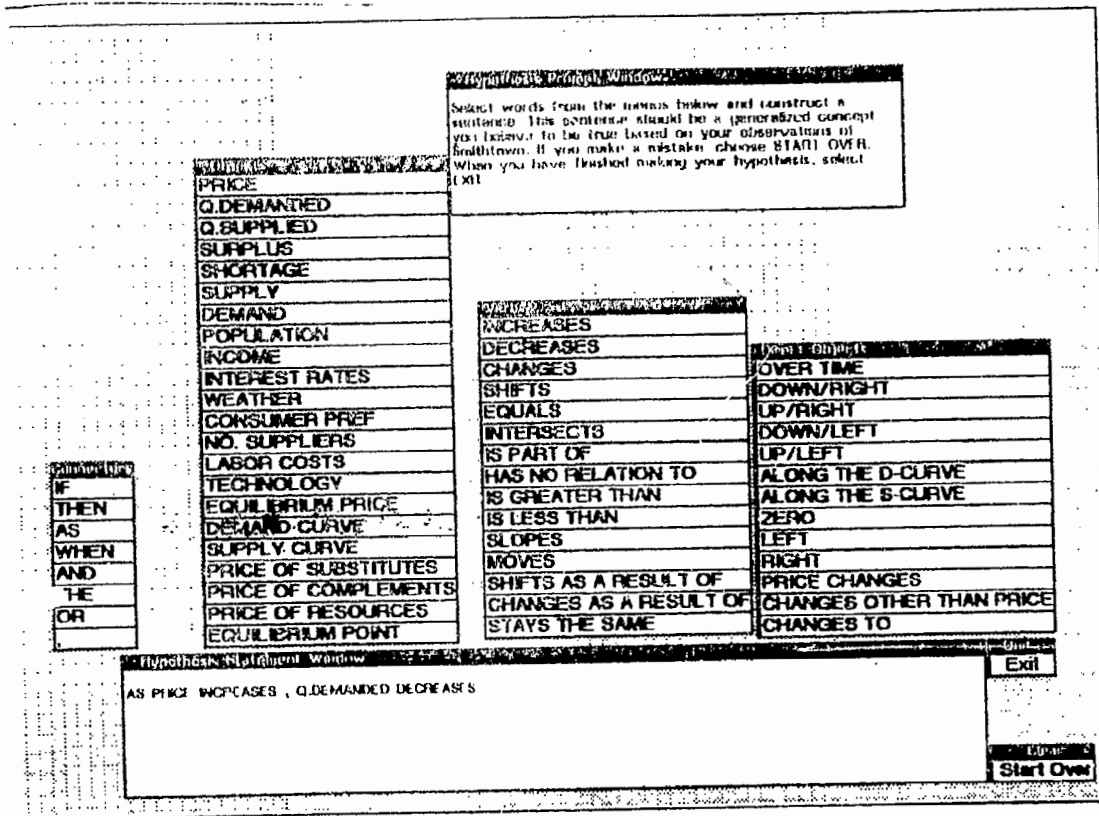 Select words from the menus below and construct a
sentence. This sentence should be a generalized concept
you believe to be true based on your observations of
Smithtown. If you make a mistake, choose START OVER.
When you have finished making your hypothesis, select
EXIT
PRICE
Q.DEMANDED
Q.SUPPLIED
SURPLUS
SHORTAGE
SUPPLY
DEMAND
POPULATION
INCOME
INTEREST RATES
WEATHER
CONSUMER PREF
NO. SUPPLIERS
LABOR COSTS
TECHNOLOGY
EQUILIBRIUM PRICE
DEMAND CURVE
SUPPLY CURVE
PRICE OF SUBSTITUTES
PRICE OF COMPLEMENTS
PRICE OF RESOURCES
EQUILIBRIUM POINT
INCREASES
DECREASES
CHANGES
SHIFTS
EQUALS
INTERSECTS
IS PART OF
HAS NO RELATION TO
IS GREATER THAN
IS LESS THAN
SLOPES
MOVES
SHIFTS AS A RESULT OF
CHANGES AS A RESULT OF
STAYS THE SAME
OVER TIME
DOWN/RIGHT
UP/RIGHT
DOWN/LEFT
UP/LEFT
ALONG THE D-CURVE
ALONG THE S-CURVE
ZERO
LEFT
RIGHT
PRICE CHANGES
CHANGES OTHER THAN PRICE
CHANGES TO
IF
THEN
AS
WHEN
AND
THE
OR
,
Hypothesis Statement Window
AS PRICE INCREASES , Q.DEMANDED DECREASES
Exit
Start Over